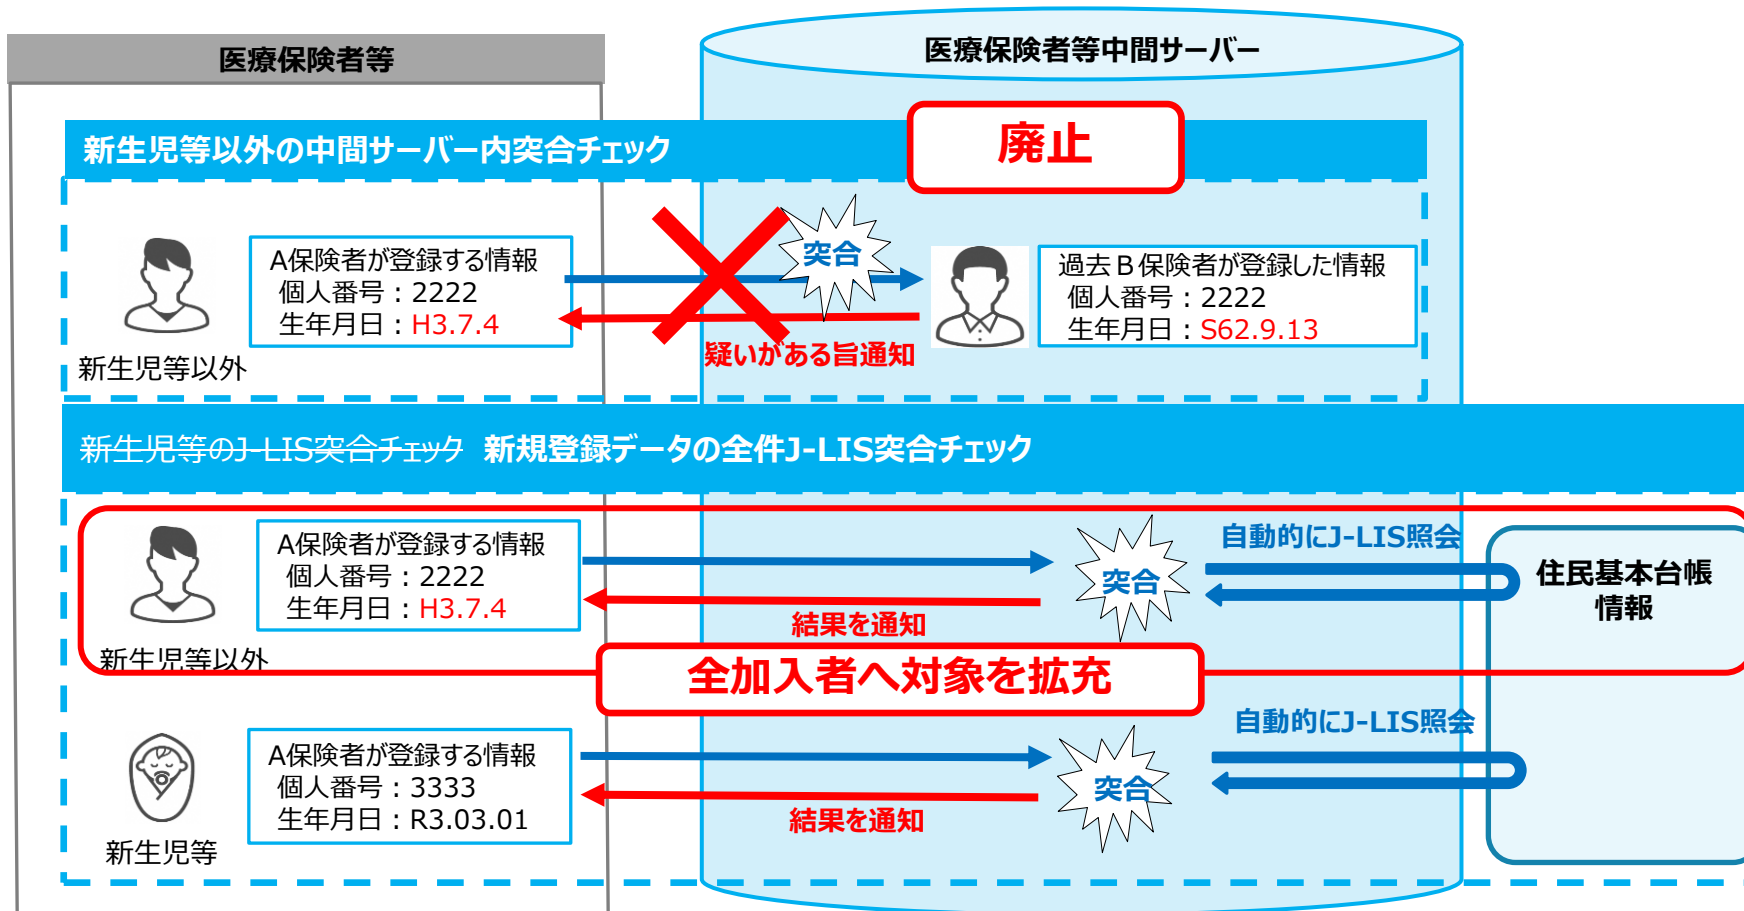 医療保険者等
医療保険者等中間サーバー
新生児等以外の中間サーバー内突合チェック
廃止
A保険者が登録する情報
個人番号：2222
生年月日：H3.7.4
新生児等以外
突合
疑いがある旨通知
過去Ｂ保険者が登録した情報
個人番号：2222
生年月日：S62.9.13
新生児等のJ-LIS突合チェック 新規登録データの全件J-LIS突合チェック
A保険者が登録する情報
個人番号：2222
生年月日：H3.7.4
新生児等以外
突合
結果を通知
自動的にJ-LIS照会
住民基本台帳
情報
全加入者へ対象を拡充
A保険者が登録する情報
個人番号：3333
生年月日：R3.03.01
新生児等
突合
結果を通知
自動的にJ-LIS照会